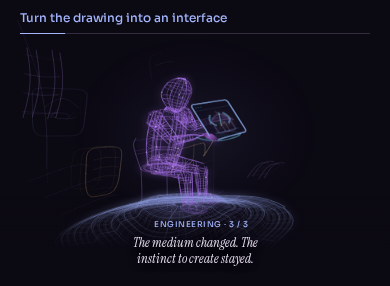 Turn the drawing into an interface
ENGINEERING · 3 / 3
The medium changed. The
instinct to create stayed.